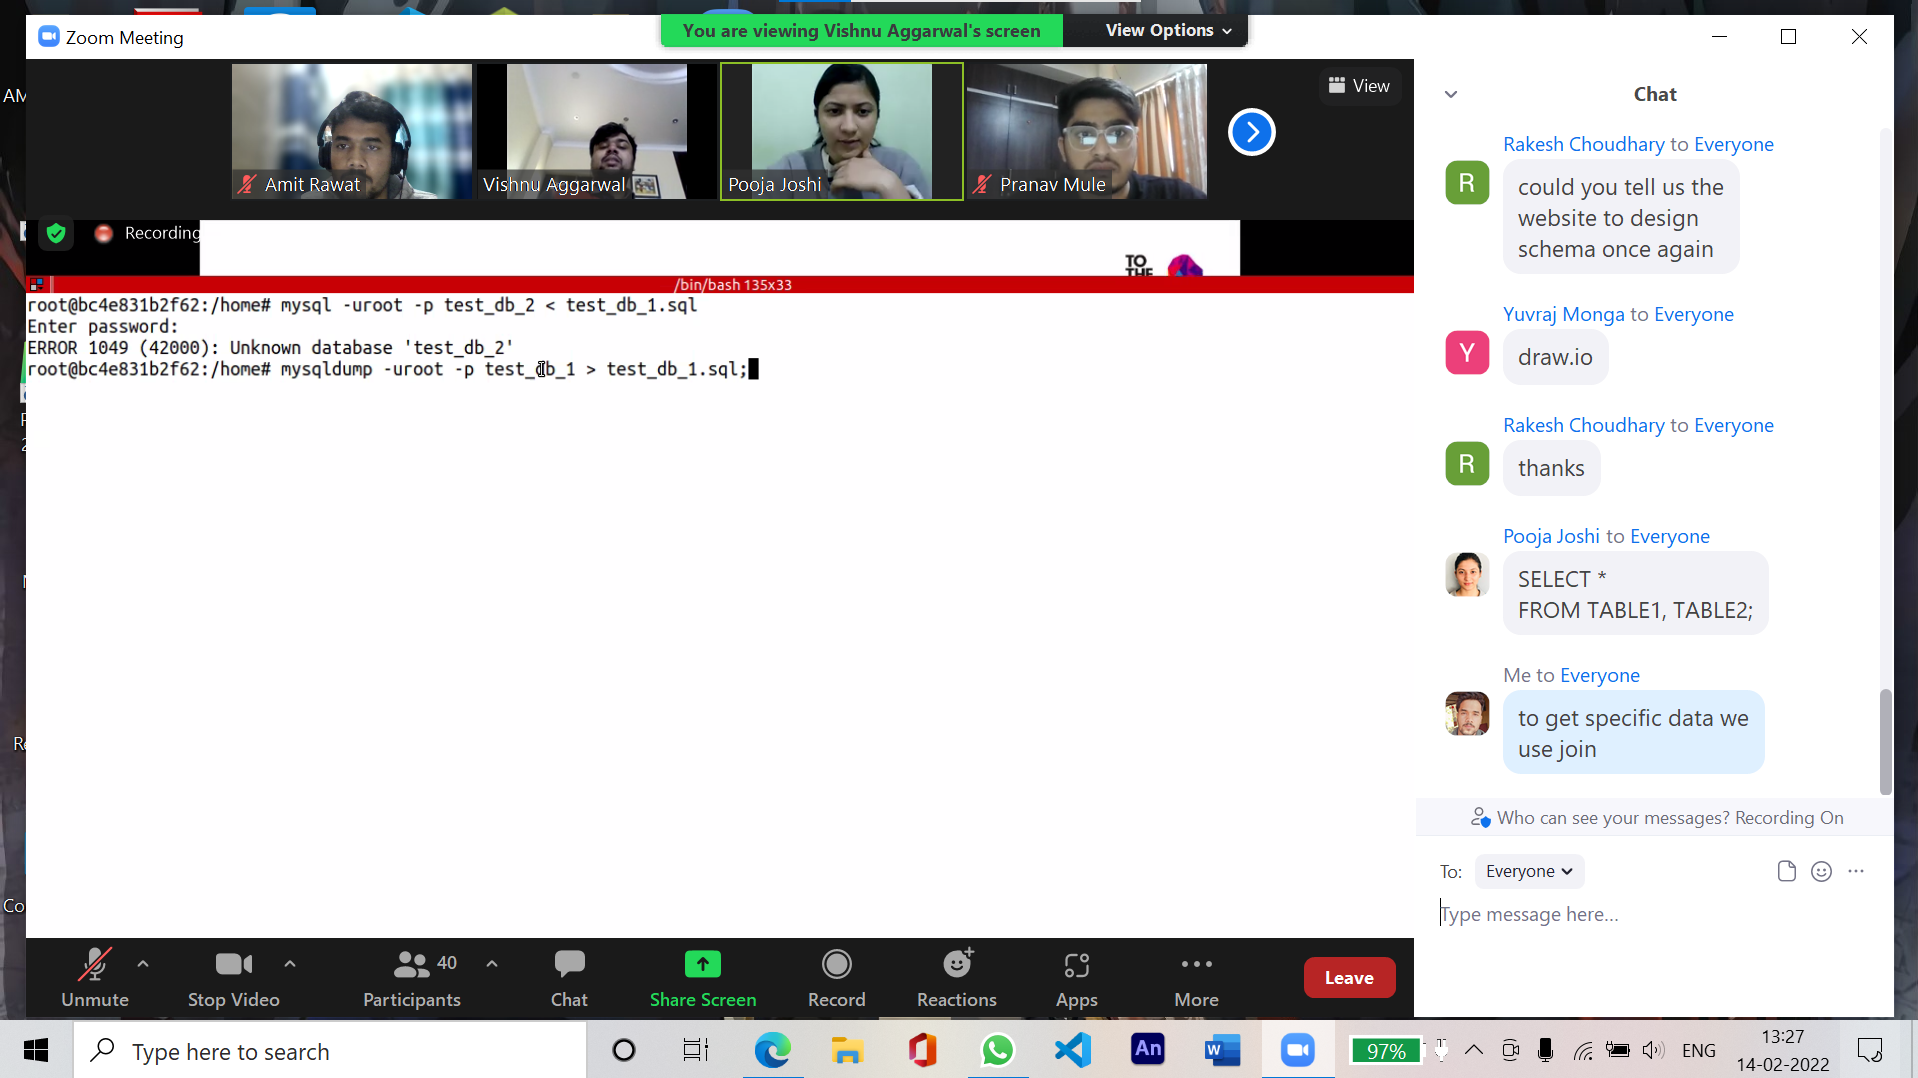 Zoom Meeting
You are viewing Vishnu Aggarwal's screen
View Options
AM
Amit Rawat
Vishnu Aggarwal
Pooja Joshi
Pranav Mule
View
Recording
TO
THE
/bin/bash 135x33
root@bc4e831b2f62:/home# mysql -uroot -p test_db_2 < test_db_1.sql
Enter password:
ERROR 1049 (42000): Unknown database 'test_db_2'
root@bc4e831b2f62:/home# mysqldump -uroot -p test_db_1 > test_db_1.sql;
Re
Co
Chat
Rakesh Choudhary to Everyone
R
could you tell us the
website to design
schema once again
Yuvraj Monga to Everyone
Y
draw.io
Rakesh Choudhary to Everyone
R
thanks
Pooja Joshi to Everyone
SELECT *
FROM TABLE1, TABLE2;
Me to Everyone
to get specific data we
use join
Who can see your messages? Recording On
To: Everyone
Type message here...
40
Unmute
Stop Video
Participants
Chat
Share Screen
Record
Reactions
Apps
More
Leave
Type here to search
An
W
97%
ENG
13:27
14-02-2022